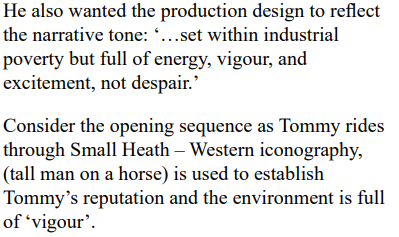 He also wanted the production design to reflect
the narrative tone: ‘…set within industrial
poverty but full of energy, vigour, and
excitement, not despair.’
Consider the opening sequence as Tommy rides
through Small Heath – Western iconography,
(tall man on a horse) is used to establish
Tommy’s reputation and the environment is full
of ‘vigour’.